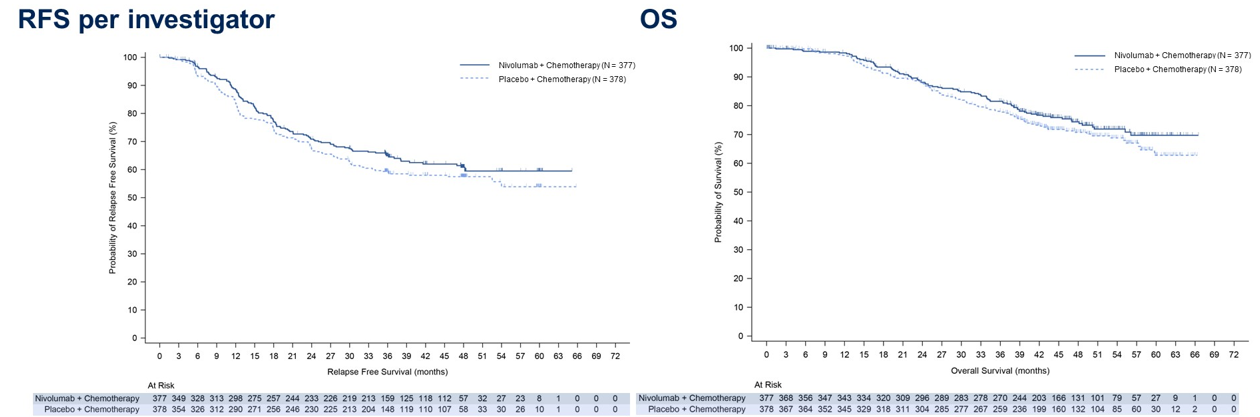 RFS per investigator
100
90
80
70
60
50
40
30
20
10
0
Probability of Relapse Free Survival (%)
Nivolumab + Chemotherapy (N = 377)
Placebo + Chemotherapy (N = 378)
0 3 6 9 12 15 18 21 24 27 30 33 36 39 42 45 48 51 54 57 60 63 66 69 72
Relapse Free Survival (months)
At Risk
Nivolumab + Chemotherapy 377 349 328 313 298 275 257 244 233 226 219 213 159 125 118 112 57 32 27 23 8 1 0 0 0
Placebo + Chemotherapy 378 354 326 312 290 271 256 246 230 225 213 204 148 119 110 107 58 33 30 26 10 1 0 0 0
OS
100
90
80
70
60
50
40
30
20
10
0
Probability of Survival (%)
Nivolumab + Chemotherapy (N = 377)
Placebo + Chemotherapy (N = 378)
0 3 6 9 12 15 18 21 24 27 30 33 36 39 42 45 48 51 54 57 60 63 66 69 72
Overall Survival (months)
At Risk
Nivolumab + Chemotherapy 377 368 356 347 343 334 320 309 296 289 283 278 270 244 203 166 131 101 79 57 27 9 1 0 0
Placebo + Chemotherapy 378 367 364 352 345 329 318 311 304 285 277 267 259 236 199 160 132 104 85 60 30 12 2 0 0